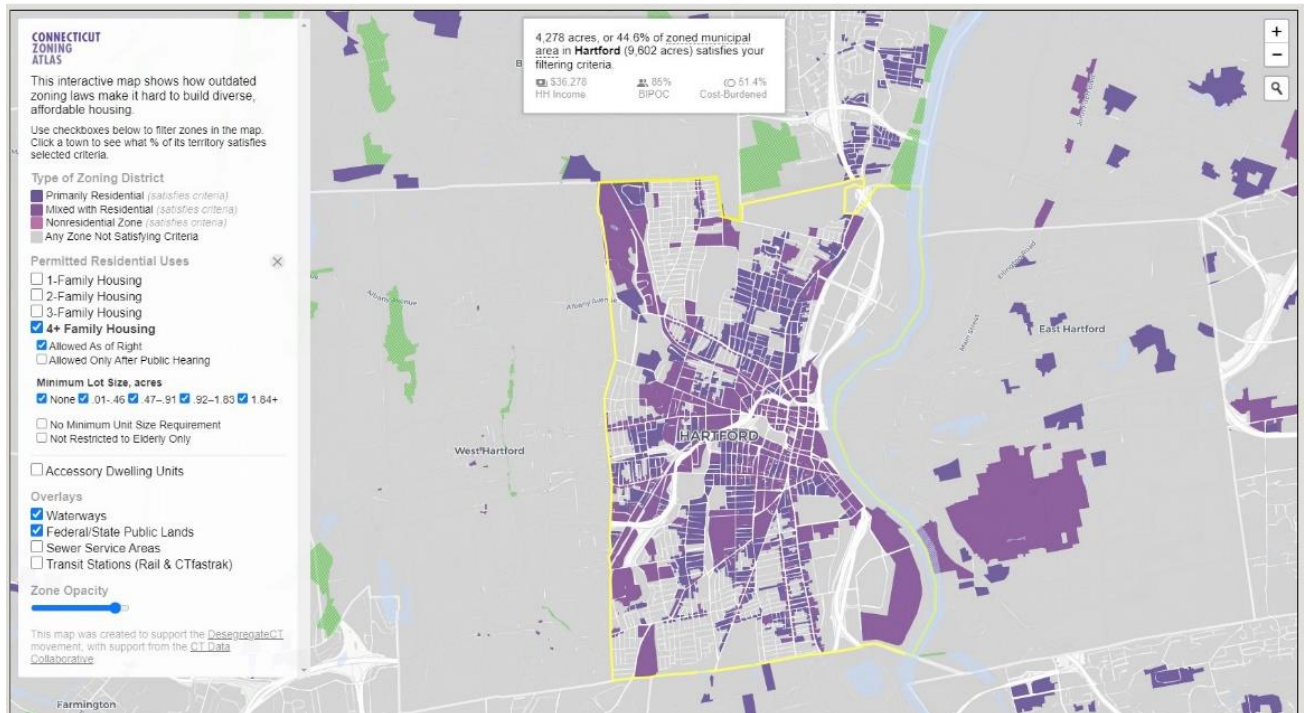 CONNECTICUT
ZONING
ATLAS
This interactive map shows how outdated
zoning laws make it hard to build diverse,
affordable housing.
Use checkboxes below to filter zones in the map.
Click a town to see what % of its territory satisfies
selected criteria.
Type of Zoning District
Primarily Residential (satisfies criteria)
Mixed with Residential (satisfies criteria)
Nonresidential Zone (satisfies criteria)
Any Zone Not Satisfying Criteria
Permitted Residential Uses
1-Family Housing
2-Family Housing
3-Family Housing
4+ Family Housing
Allowed As of Right
Allowed Only After Public Hearing
Minimum Lot Size, acres
None .01-.46 .47–.91 .92–1.83 1.84+
No Minimum Unit Size Requirement
Not Restricted to Elderly Only
Accessory Dwelling Units
Overlays
Waterways
Federal/State Public Lands
Sewer Service Areas
Transit Stations (Rail & CTfastrak)
Zone Opacity
This map was created to support the DesegregateCT
movement, with support from the CT Data
Collaborative
4,278 acres, or 44.6% of zoned municipal
area in Hartford (9,602 acres) satisfies your
filtering criteria.
$36,278 85% 51.4%
HH Income BIPOC Cost-Burdened
+
−
Albany Avenue
Albany Avenue
Ellington Road
Main Street
East Hartford
HARTFORD
West Hartford
Farmington